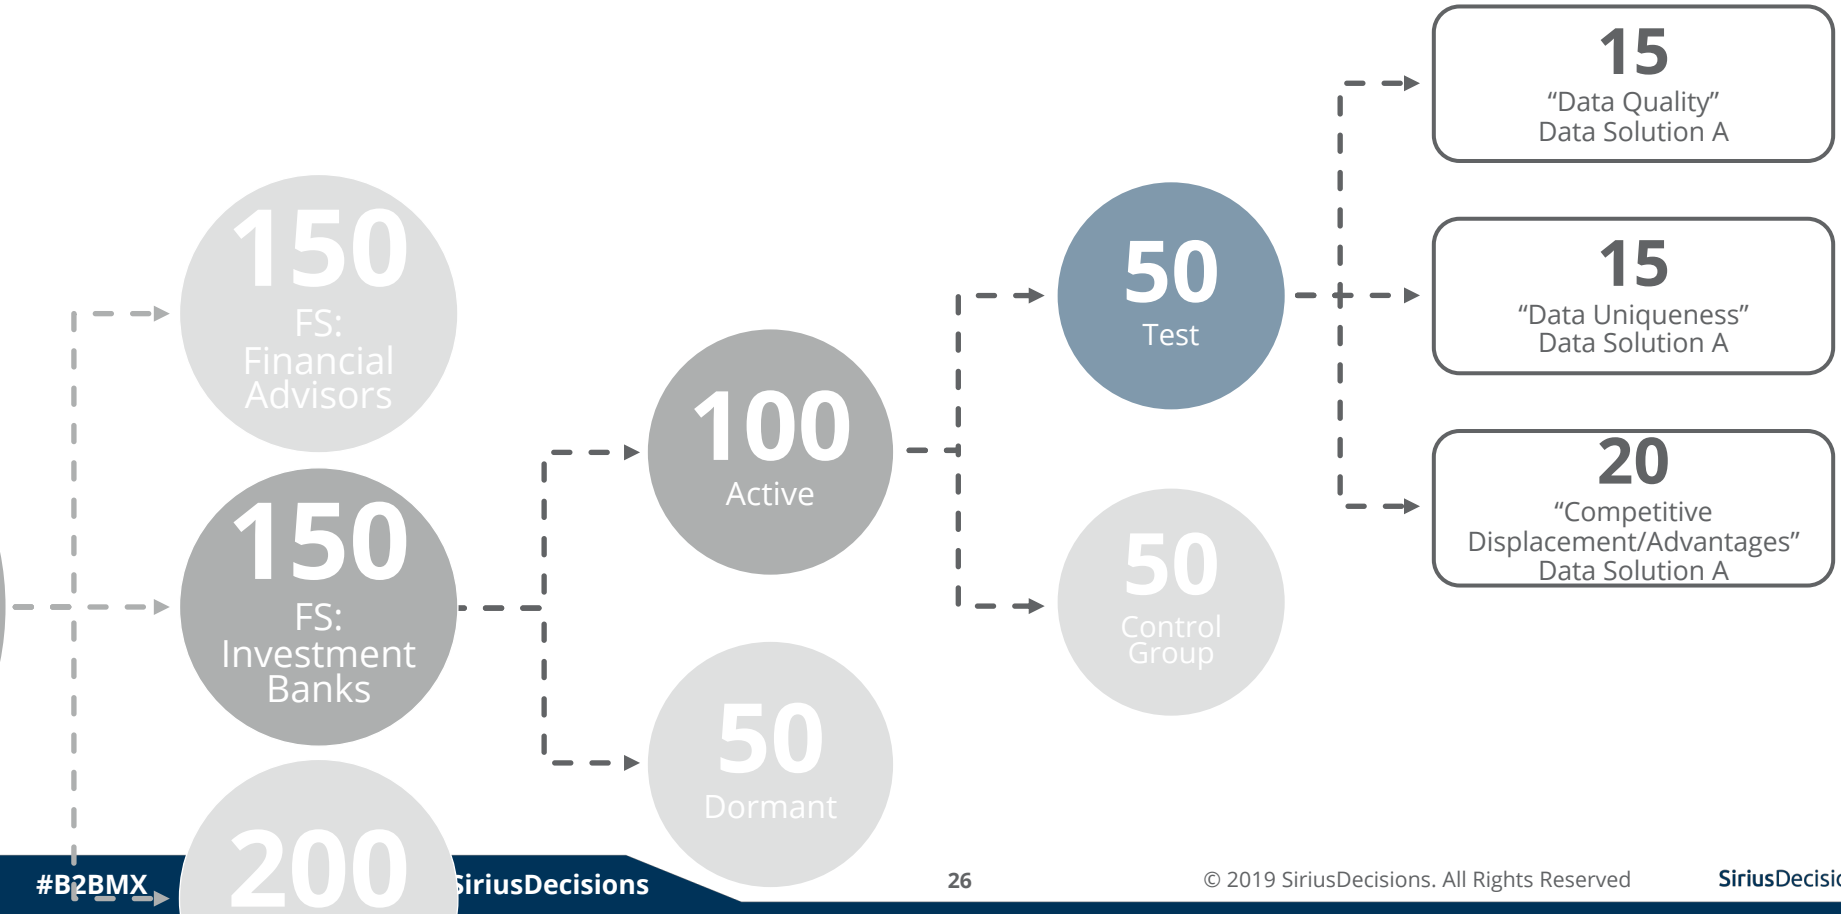 150
FS:
Financial
Advisors
150
FS:
Investment
Banks
200
100
Active
50
Dormant
50
Test
50
Control
Group
15
“Data Quality”
Data Solution A
15
“Data Uniqueness”
Data Solution A
20
“Competitive
Displacement/Advantages”
Data Solution A
#B2BMX
SiriusDecisions
26
© 2019 SiriusDecisions. All Rights Reserved